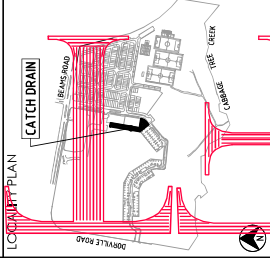 LOCALITY PLAN
CATCH DRAIN
BEAMS ROAD
CABBAGE TREE CREEK
DORVILLE ROAD
N